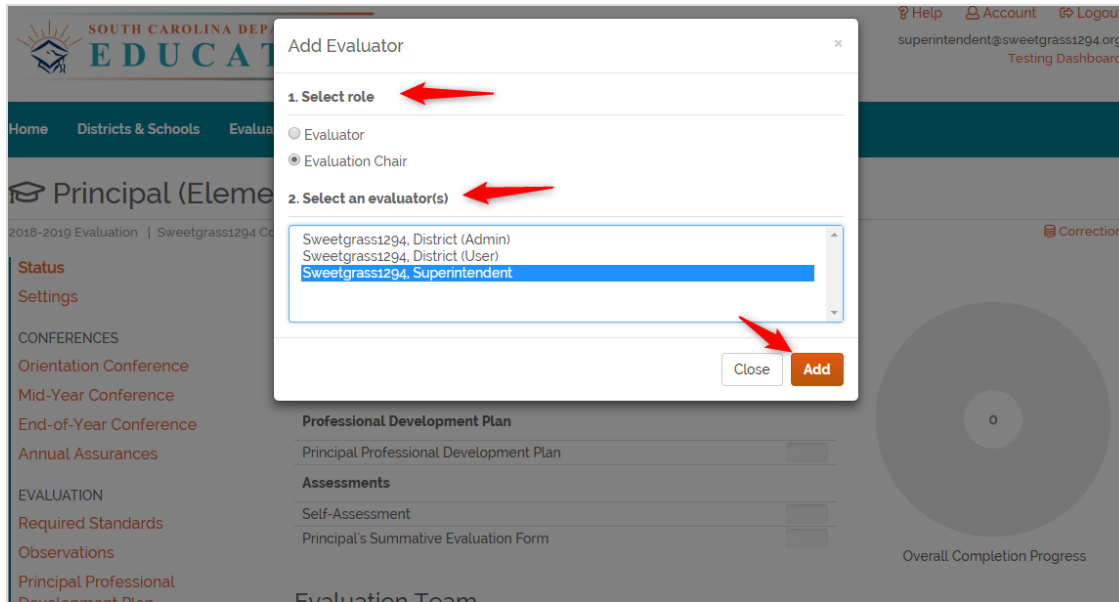 SOUTH CAROLINA DEP
EDUCAT
Help Account Logout
superintendent@sweetgrass1294.org
Testing Dashboard
Home Districts & Schools Evalua
Add Evaluator ×
1. Select role
Evaluator
Evaluation Chair
2. Select an evaluator(s)
Sweetgrass1294, District (Admin)
Sweetgrass1294, District (User)
Sweetgrass1294, Superintendent
Close Add
Principal (Eleme
2018-2019 Evaluation | Sweetgrass1294 Co
Correction
Status
Settings
CONFERENCES
Orientation Conference
Mid-Year Conference
End-of-Year Conference
Annual Assurances
EVALUATION
Required Standards
Observations
Principal Professional
Development Plan
Professional Development Plan
Principal Professional Development Plan
Assessments
Self-Assessment
Principal's Summative Evaluation Form
Evaluation Team
0
Overall Completion Progress